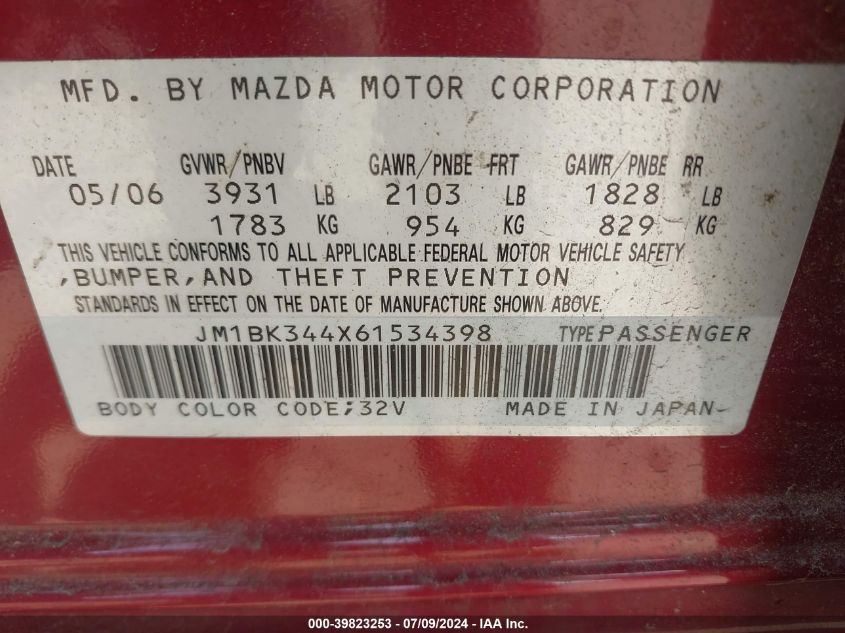 MFD. BY MAZDA MOTOR CORPORATION
DATE GVWR/PNBV GAWR/PNBE FRT GAWR/PNBE RR
05/06 3931 LB 2103 LB 1828 LB
1783 KG 954 KG 829 KG
THIS VEHICLE CONFORMS TO ALL APPLICABLE FEDERAL MOTOR VEHICLE SAFETY
,BUMPER,AND THEFT PREVENTION
STANDARDS IN EFFECT ON THE DATE OF MANUFACTURE SHOWN ABOVE.
JM1BK344X61534398 TYPE:PASSENGER
BODY COLOR CODE;32V MADE IN JAPAN
000-39823253 - 07/09/2024 - IAA Inc.